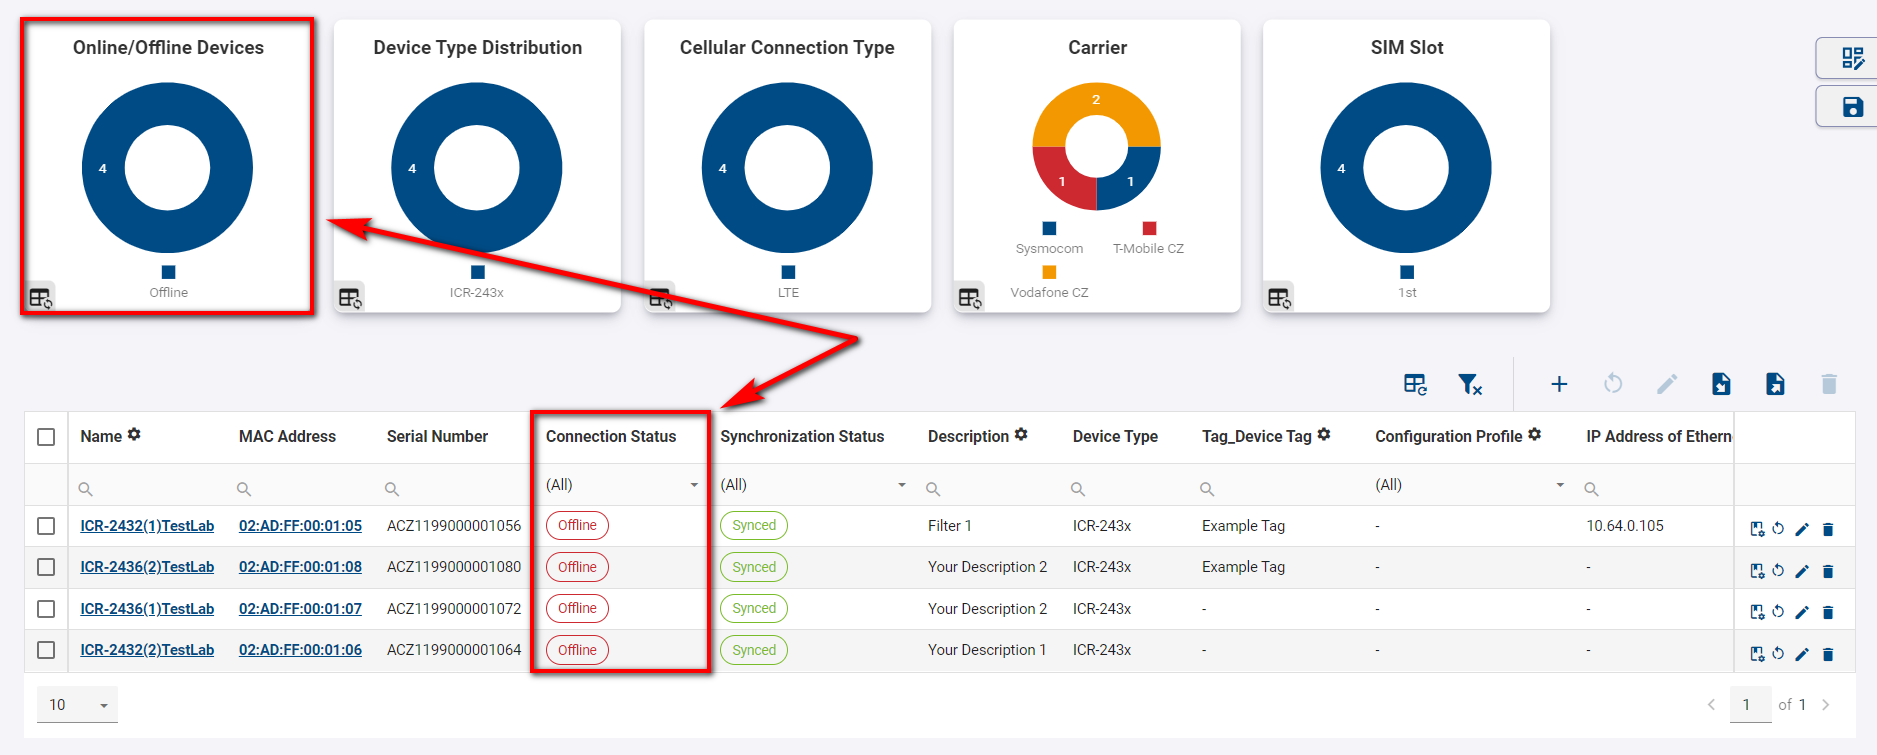 Online/Offline Devices
4
Offline
Device Type Distribution
4
ICR-243x
Cellular Connection Type
4
LTE
Carrier
2
1 1
Sysmocom T-Mobile CZ
Vodafone CZ
SIM Slot
4
1st
Name MAC Address Serial Number Connection Status Synchronization Status Description Device Type Tag_Device Tag Configuration Profile IP Address of Ethern
(All) (All) (All)
ICR-2432(1)TestLab 02:AD:FF:00:01:05 ACZ1199000001056 Offline Synced Filter 1 ICR-243x Example Tag - 10.64.0.105
ICR-2436(2)TestLab 02:AD:FF:00:01:08 ACZ1199000001080 Offline Synced Your Description 2 ICR-243x Example Tag - -
ICR-2436(1)TestLab 02:AD:FF:00:01:07 ACZ1199000001072 Offline Synced Your Description 2 ICR-243x - - -
ICR-2432(2)TestLab 02:AD:FF:00:01:06 ACZ1199000001064 Offline Synced Your Description 1 ICR-243x - - -
10 1 of 1